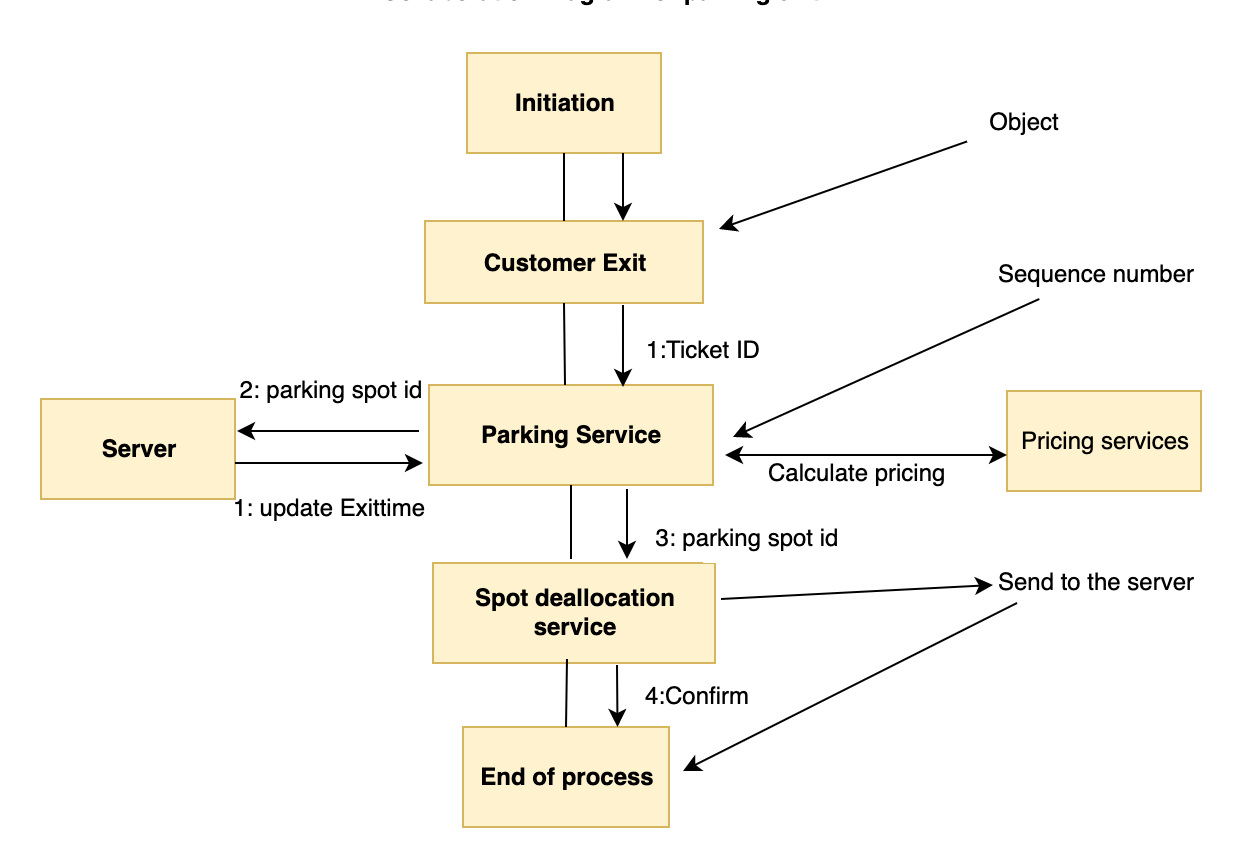 Initiation
Object
Customer Exit
Sequence number
1:Ticket ID
2: parking spot id
Server
Parking Service
Pricing services
Calculate pricing
1: update Exittime
3: parking spot id
Spot deallocation
service
Send to the server
4:Confirm
End of process